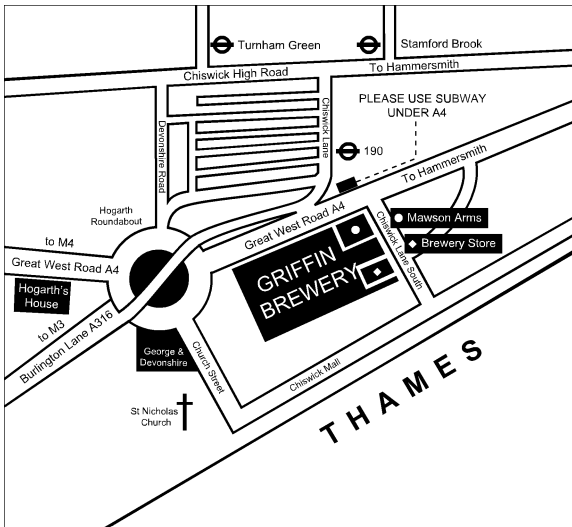 Turnham Green
Stamford Brook
Chiswick High Road
To Hammersmith
PLEASE USE SUBWAY
UNDER A4
Devonshire Road
Chiswick Lane
190
To Hammersmith
Hogarth
Roundabout
Mawson Arms
Brewery Store
Chiswick Lane South
to M4
Great West Road A4
Great West Road A4
GRIFFIN
BREWERY
Hogarth's
House
to M3
Burlington Lane A316
George &
Devonshire
Church Street
Chiswick Mall
THAMES
St Nicholas
Church